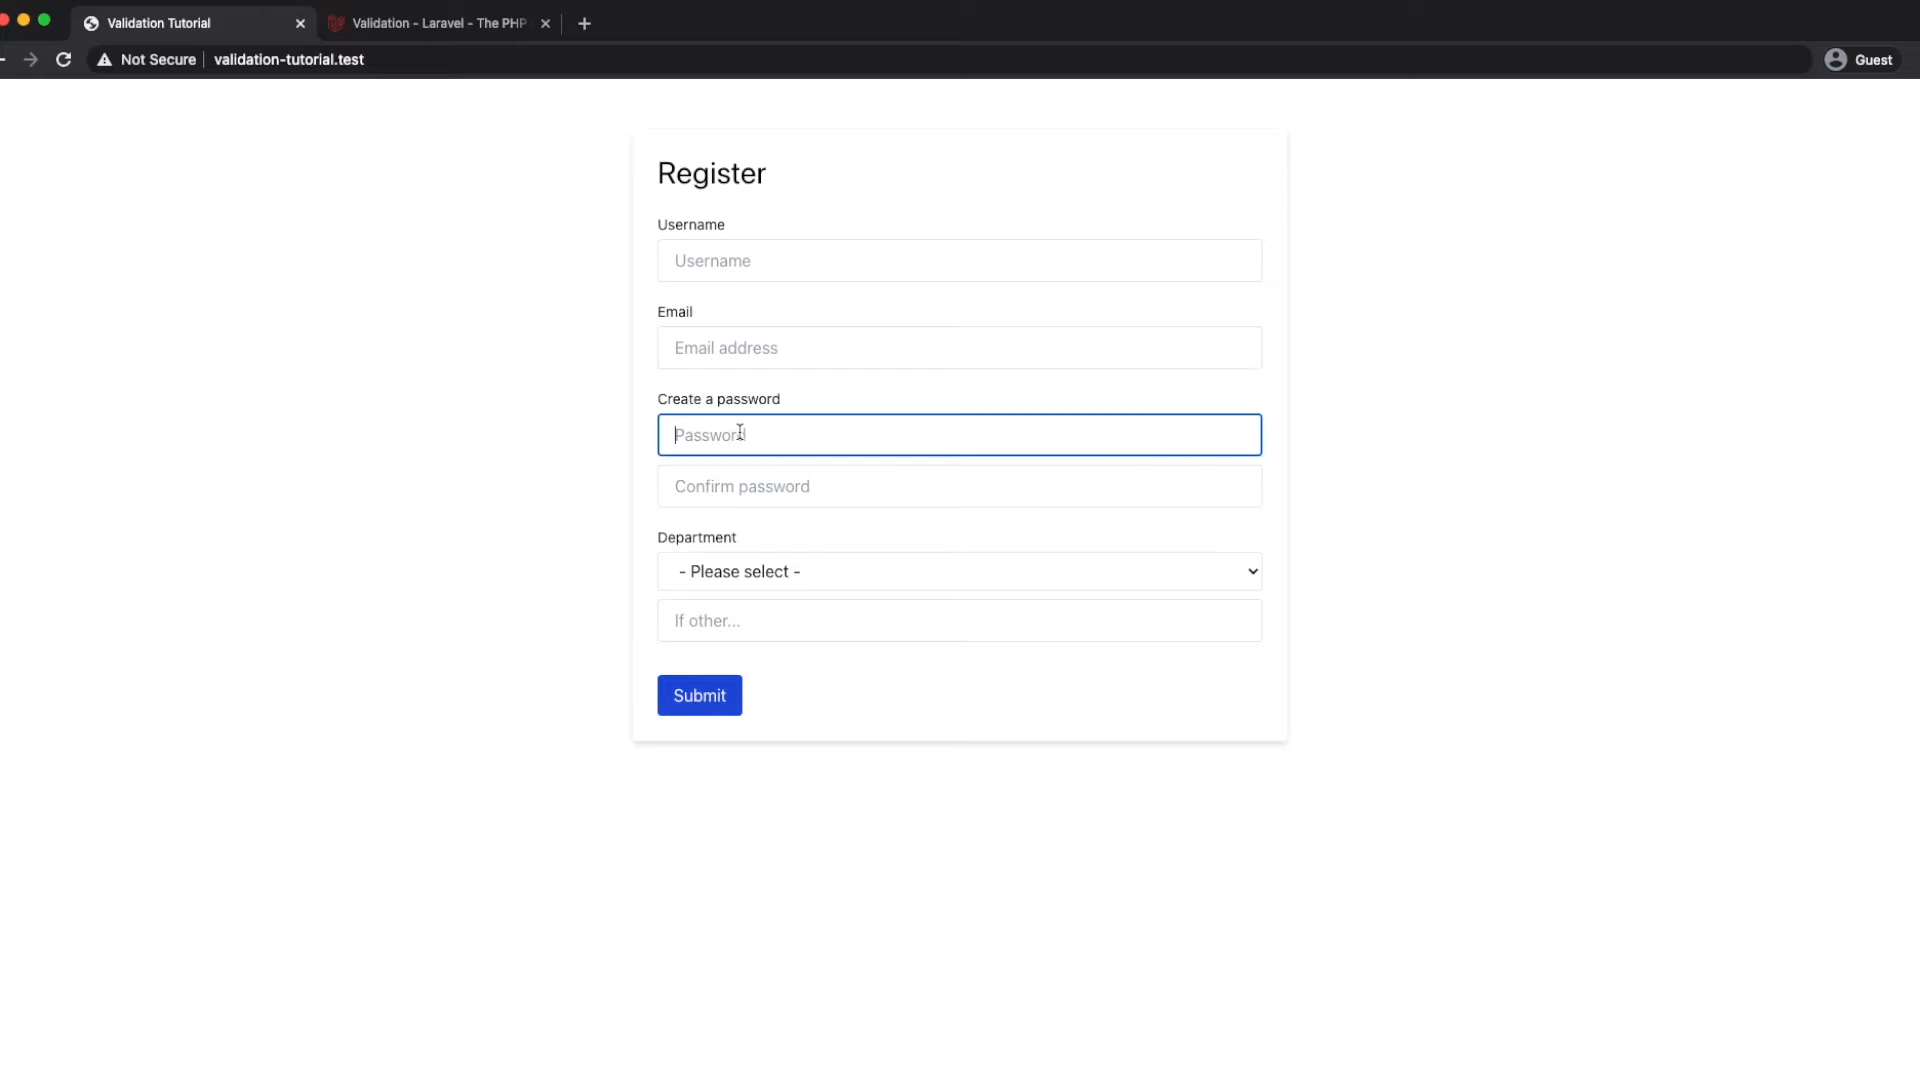 Validation Tutorial
Validation - Laravel - The PHP
Not Secure
validation-tutorial.test
Guest
Register
Username
Username
Email
Email address
Create a password
Password
Confirm password
Department
- Please select -
If other...
Submit